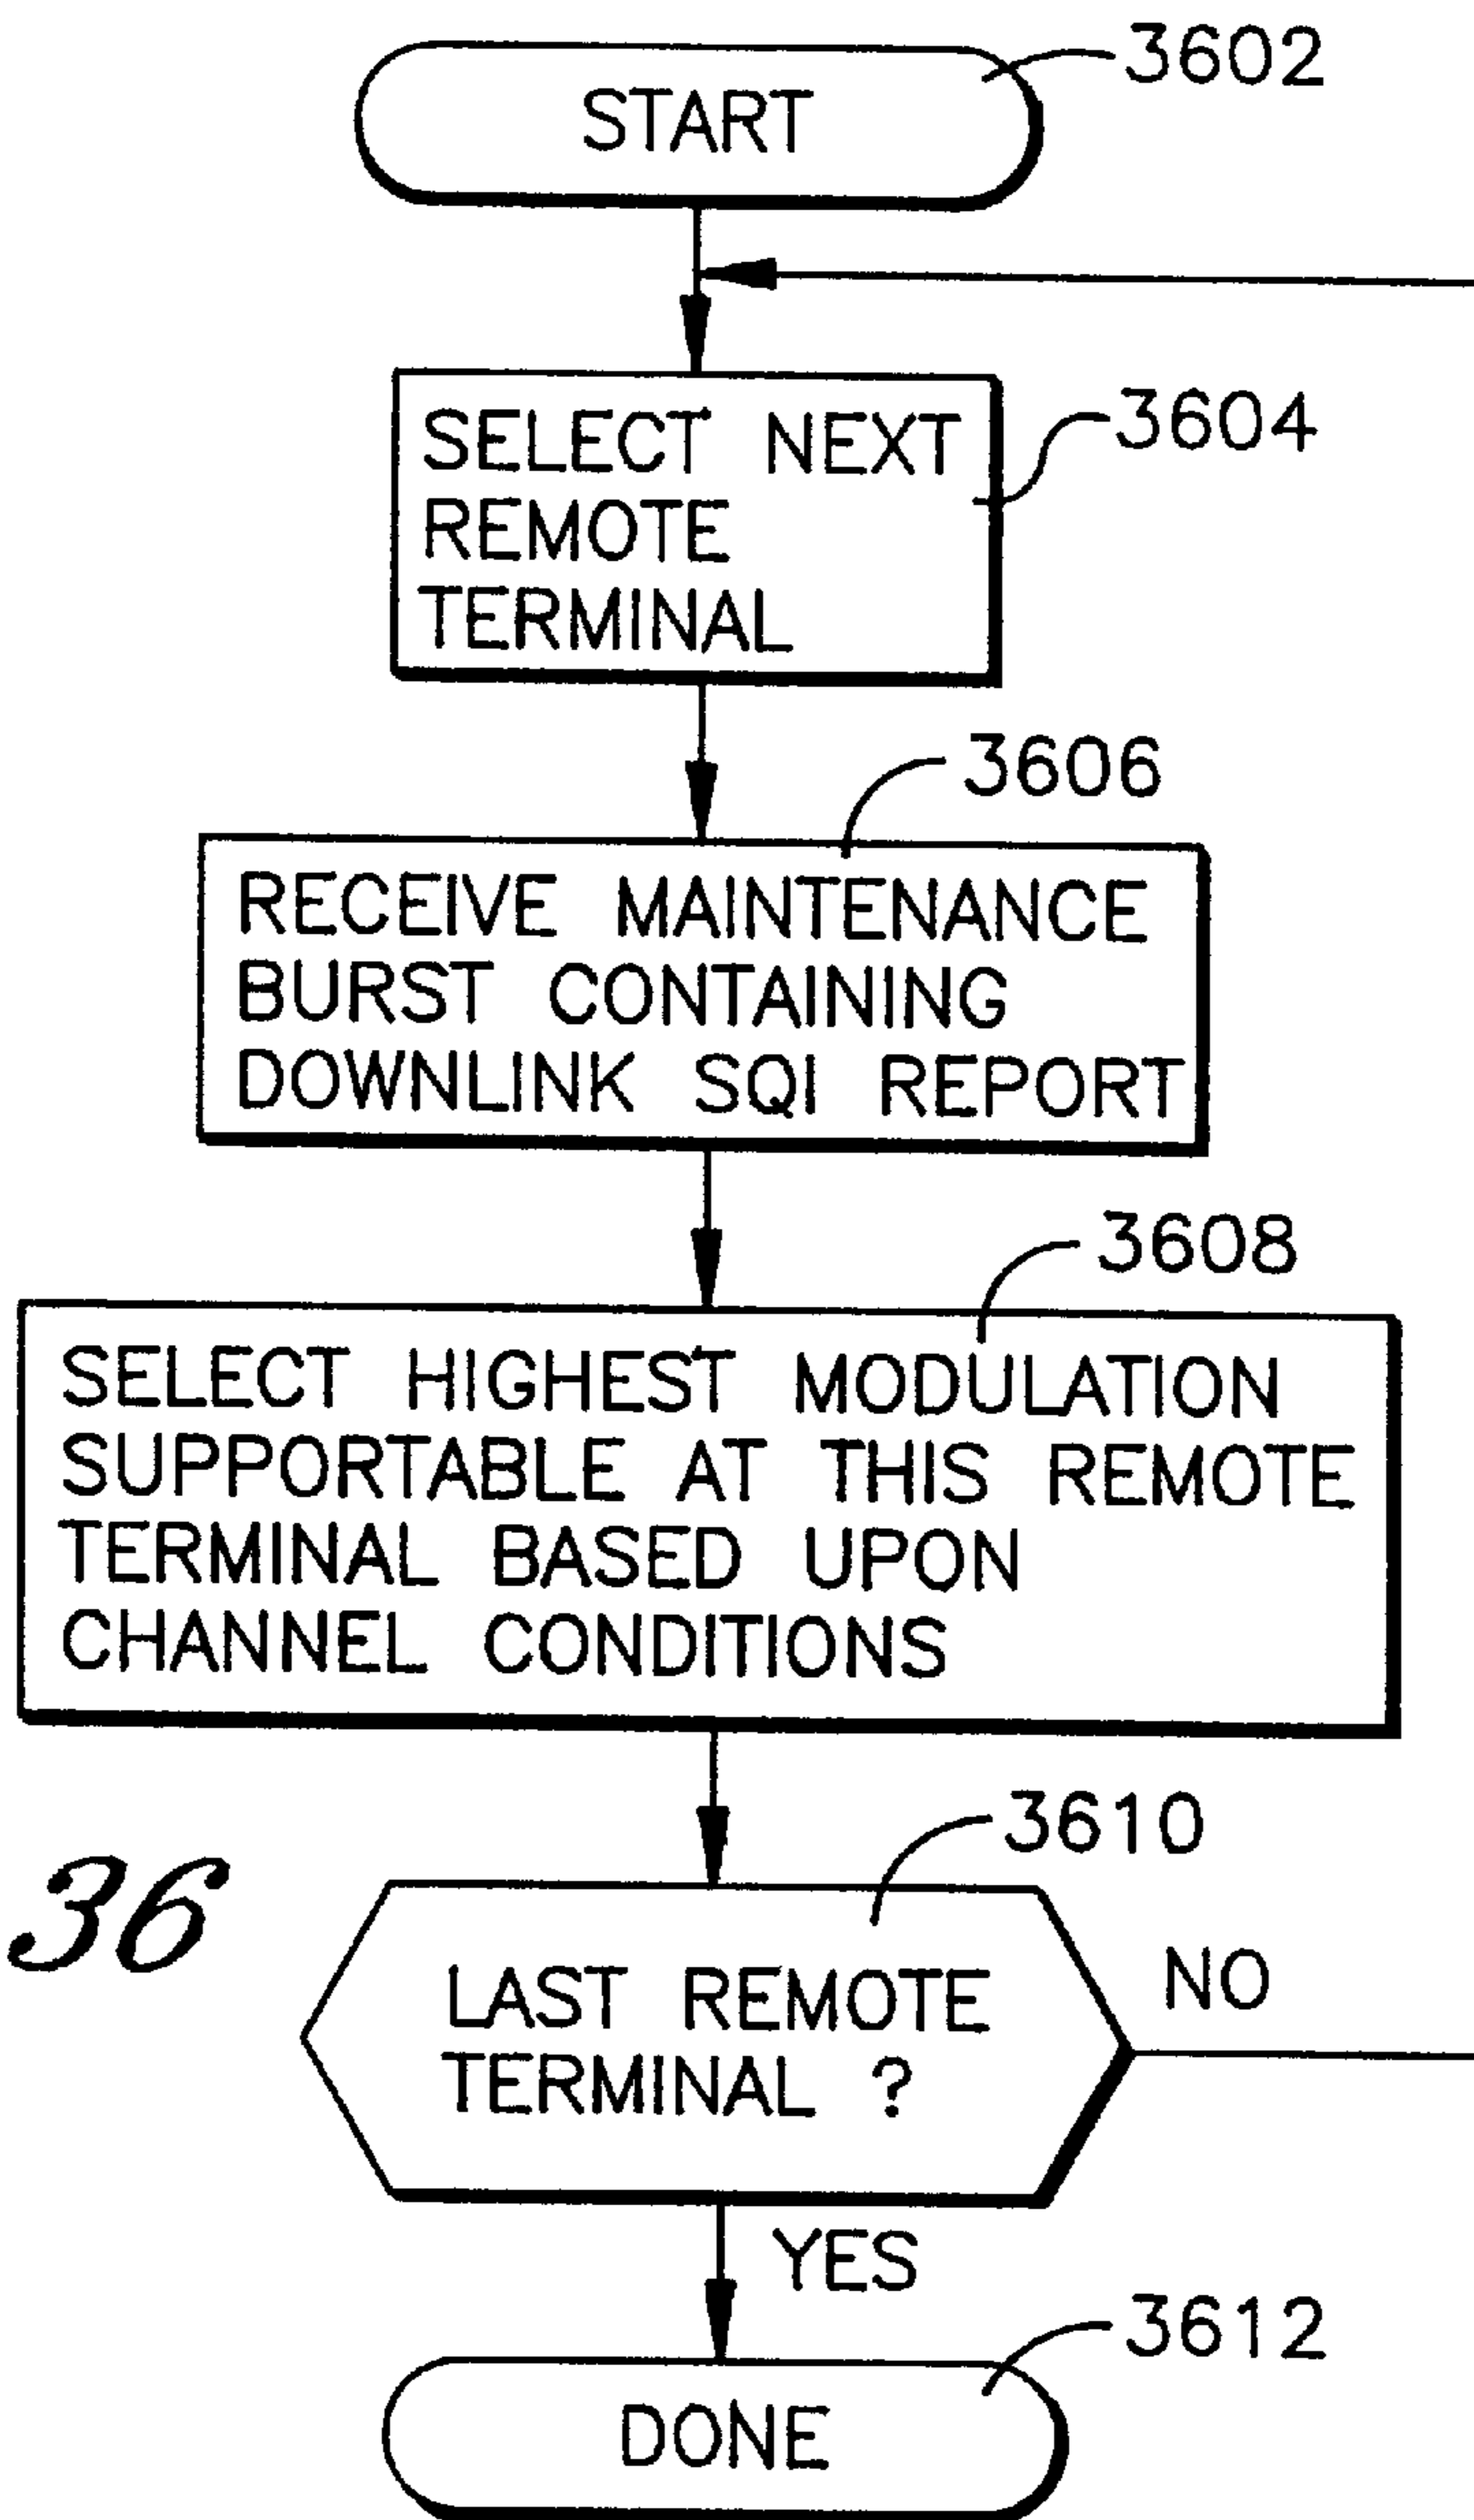 3602
START
3604
SELECT NEXT
REMOTE
TERMINAL
3606
RECEIVE MAINTENANCE
BURST CONTAINING
DOWNLINK SQI REPORT
3608
SELECT HIGHEST MODULATION
SUPPORTABLE AT THIS REMOTE
TERMINAL BASED UPON
CHANNEL CONDITIONS
3610
36
LAST REMOTE
TERMINAL ?
NO
YES
3612
DONE